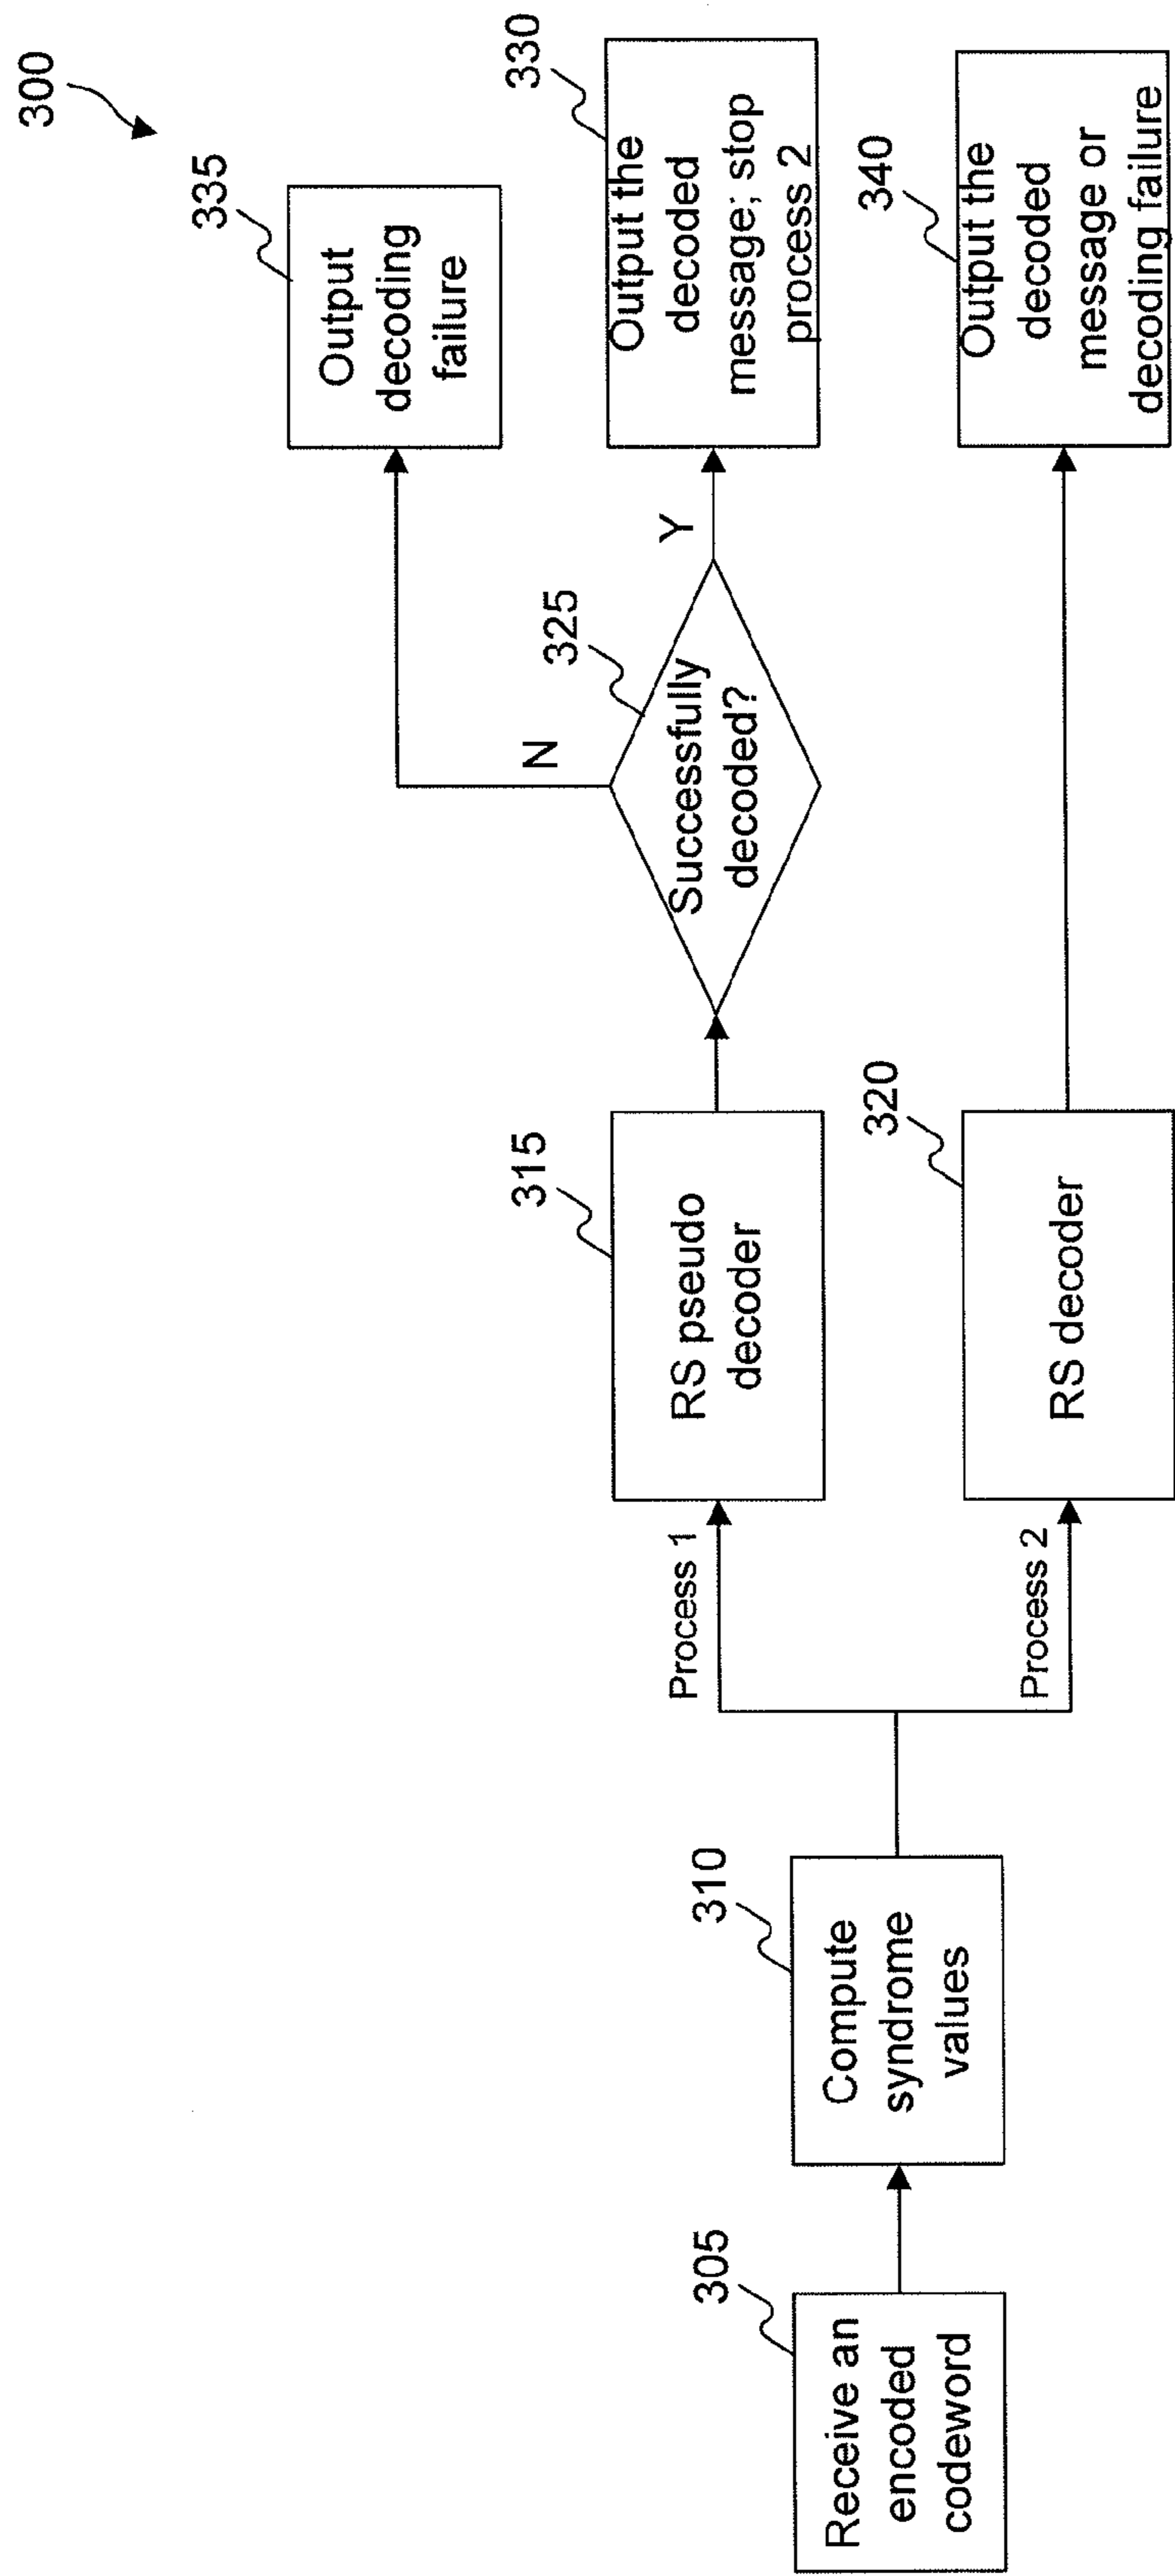 300
305
Receive an
encoded
codeword
310
Compute
syndrome
values
Process 1
Process 2
315
RS pseudo
decoder
320
RS decoder
325
Successfully
decoded?
N
Y
335
Output
decoding
failure
330
Output the
decoded
message; stop
process 2
340
Output the
decoded
message or
decoding failure